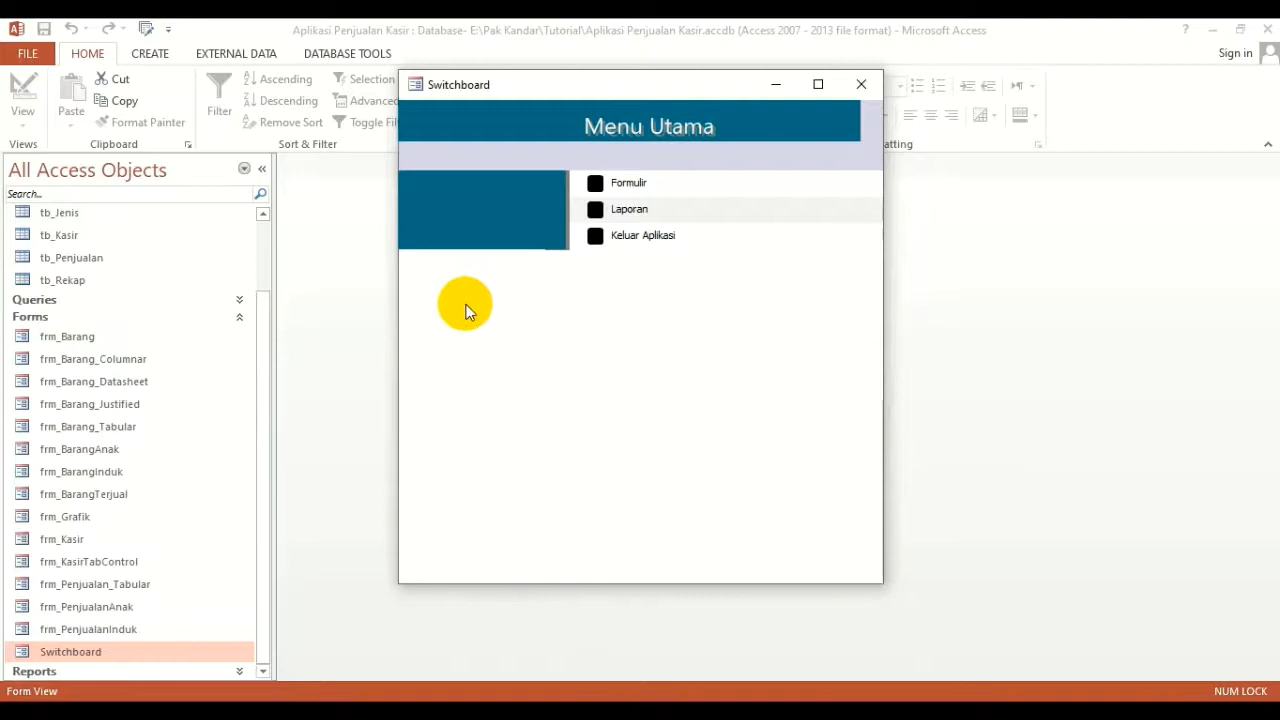 Aplikasi Penjualan Kasir : Database- E:\Pak Kandar\Tutorial\Aplikasi Penjualan Kasir.accdb (Access 2007 - 2013 file format) - Microsoft Access
?
FILE HOME CREATE EXTERNAL DATA DATABASE TOOLS
Sign in
View
Views
Paste
Cut
Copy
Format Painter
Clipboard
Filter
Ascending
Descending
Remove Sort
Selection
Advanced
Toggle
Sort & Filter
All Access Objects
Search...
tb_Jenis
tb_Kasir
tb_Penjualan
tb_Rekap
Queries
Forms
frm_Barang
frm_Barang_Columnar
frm_Barang_Datasheet
frm_Barang_Justified
frm_Barang_Tabular
frm_BarangAnak
frm_BarangInduk
frm_BarangTerjual
frm_Grafik
frm_Kasir
frm_KasirTabControl
frm_Penjualan_Tabular
frm_PenjualanAnak
frm_PenjualanInduk
Switchboard
Reports
Switchboard
Menu Utama
Formulir
Laporan
Keluar Aplikasi
Form View
NUM LOCK